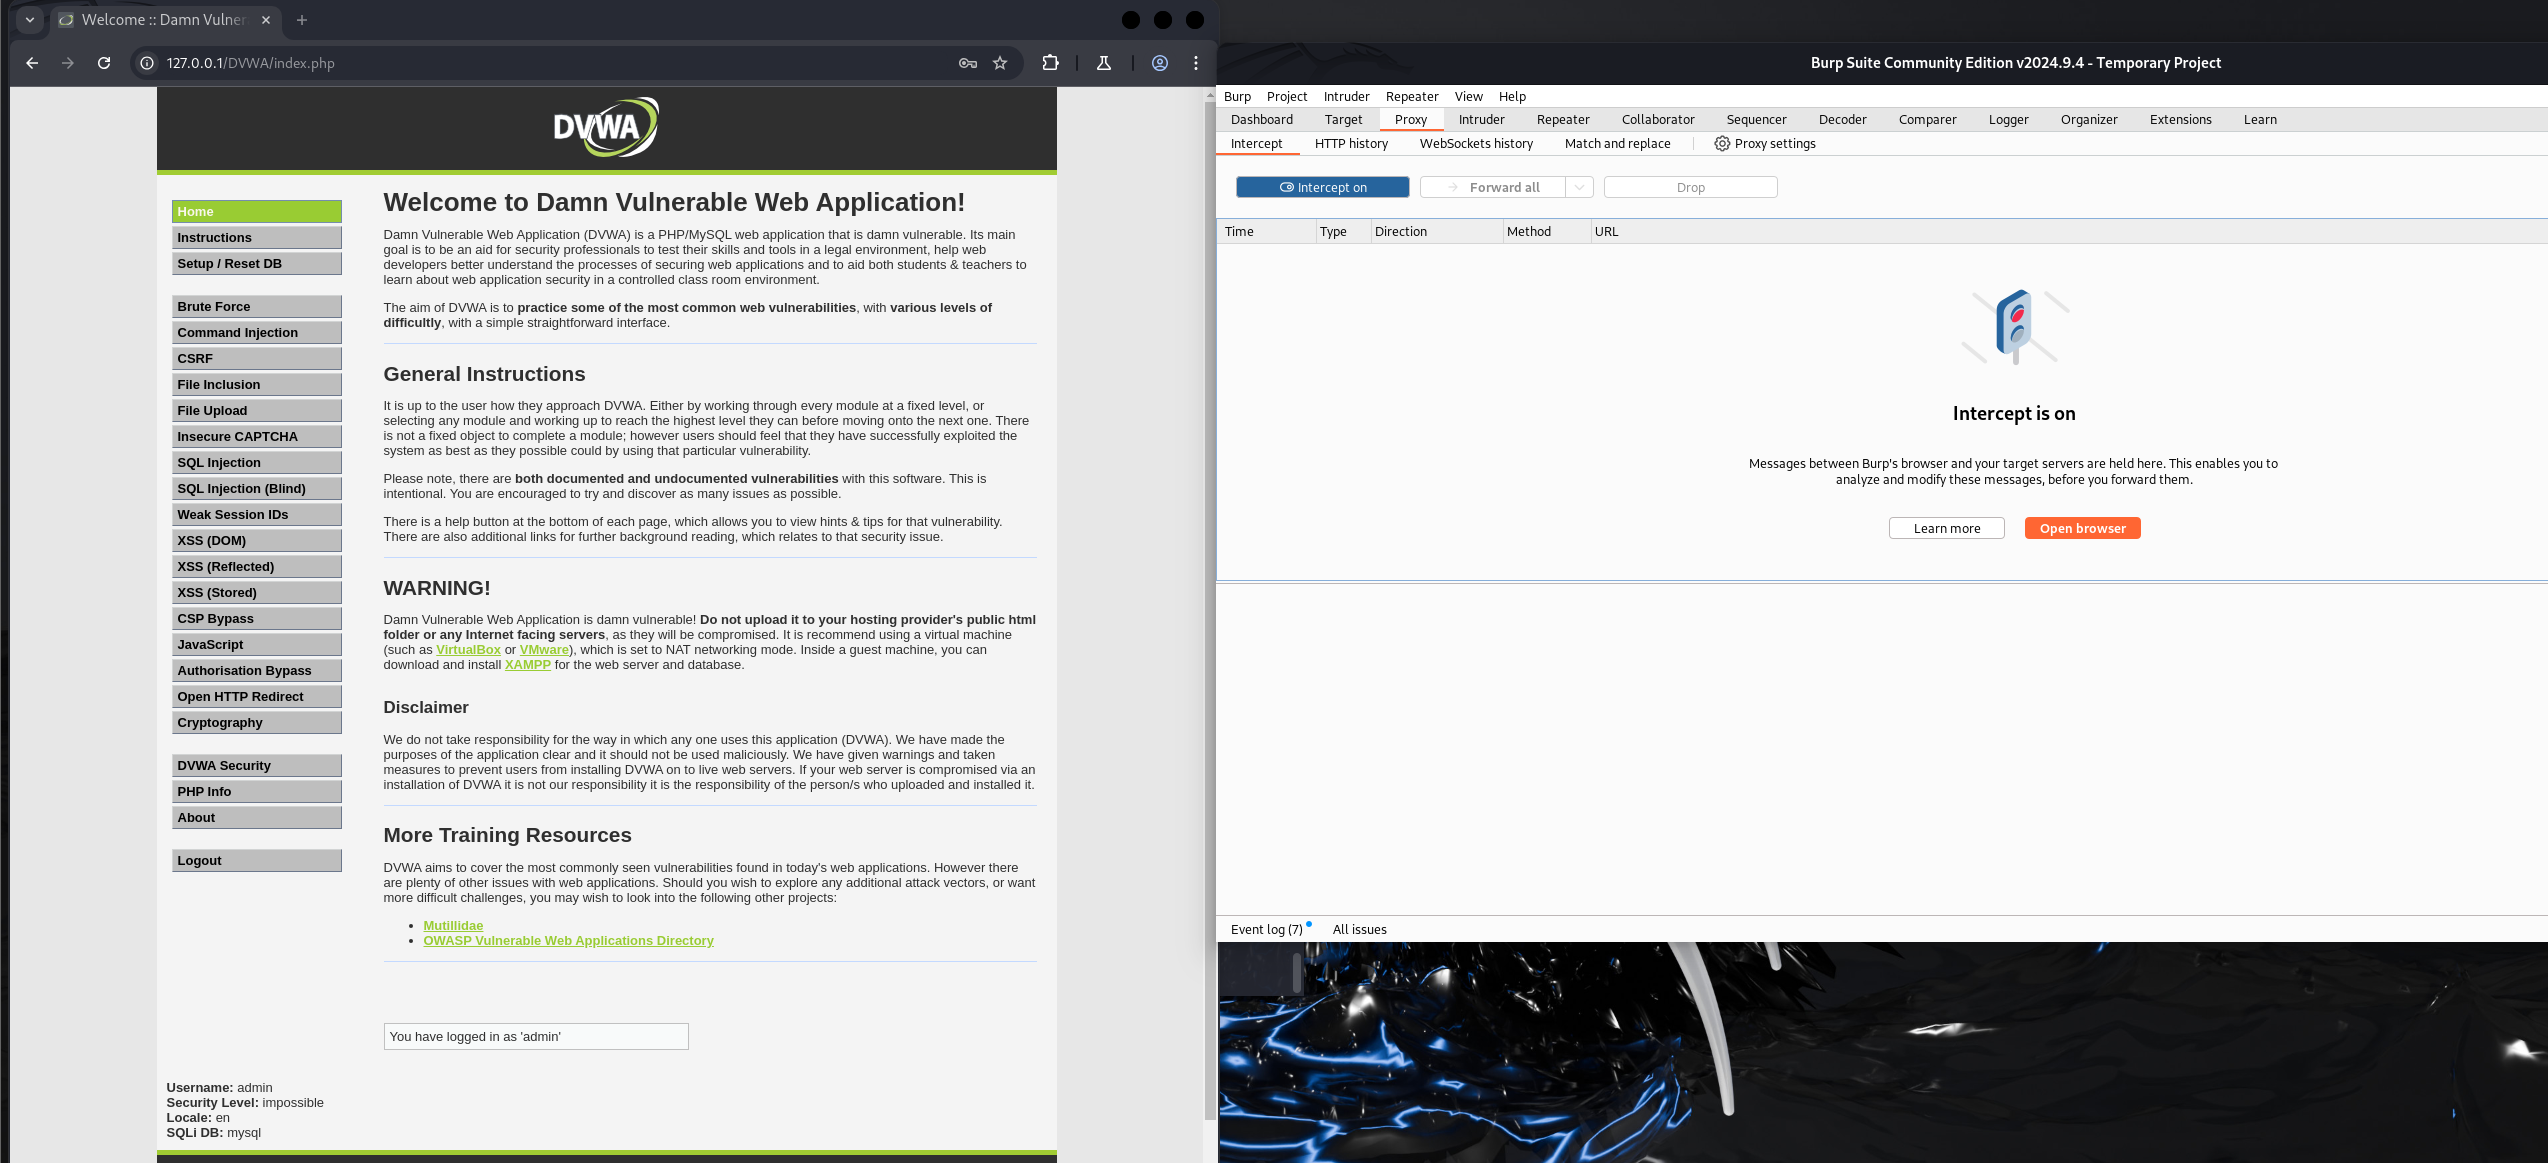 Welcome :: Damn Vulner
127.0.0.1/DVWA/index.php
DVWA
Home
Instructions
Setup / Reset DB
Brute Force
Command Injection
CSRF
File Inclusion
File Upload
Insecure CAPTCHA
SQL Injection
SQL Injection (Blind)
Weak Session IDs
XSS (DOM)
XSS (Reflected)
XSS (Stored)
CSP Bypass
JavaScript
Authorisation Bypass
Open HTTP Redirect
Cryptography
DVWA Security
PHP Info
About
Logout
Welcome to Damn Vulnerable Web Application!
Damn Vulnerable Web Application (DVWA) is a PHP/MySQL web application that is damn vulnerable. Its main
goal is to be an aid for security professionals to test their skills and tools in a legal environment, help web
developers better understand the processes of securing web applications and to aid both students & teachers to
learn about web application security in a controlled class room environment.
The aim of DVWA is to practice some of the most common web vulnerabilities, with various levels of
difficultly, with a simple straightforward interface.
General Instructions
It is up to the user how they approach DVWA. Either by working through every module at a fixed level, or
selecting any module and working up to reach the highest level they can before moving onto the next one. There
is not a fixed object to complete a module; however users should feel that they have successfully exploited the
system as best as they possible could by using that particular vulnerability.
Please note, there are both documented and undocumented vulnerabilities with this software. This is
intentional. You are encouraged to try and discover as many issues as possible.
There is a help button at the bottom of each page, which allows you to view hints & tips for that vulnerability.
There are also additional links for further background reading, which relates to that security issue.
WARNING!
Damn Vulnerable Web Application is damn vulnerable! Do not upload it to your hosting provider's public html
folder or any Internet facing servers, as they will be compromised. It is recommend using a virtual machine
(such as VirtualBox or VMware), which is set to NAT networking mode. Inside a guest machine, you can
download and install XAMPP for the web server and database.
Disclaimer
We do not take responsibility for the way in which any one uses this application (DVWA). We have made the
purposes of the application clear and it should not be used maliciously. We have given warnings and taken
measures to prevent users from installing DVWA on to live web servers. If your web server is compromised via an
installation of DVWA it is not our responsibility it is the responsibility of the person/s who uploaded and installed it.
More Training Resources
DVWA aims to cover the most commonly seen vulnerabilities found in today's web applications. However there
are plenty of other issues with web applications. Should you wish to explore any additional attack vectors, or want
more difficult challenges, you may wish to look into the following other projects:
• Mutillidae
• OWASP Vulnerable Web Applications Directory
You have logged in as 'admin'
Username: admin
Security Level: impossible
Locale: en
SQLi DB: mysql
Burp Suite Community Edition v2024.9.4 - Temporary Project
Burp Project Intruder Repeater View Help
Dashboard Target Proxy Intruder Repeater Collaborator Sequencer Decoder Comparer Logger Organizer Extensions Learn
Intercept HTTP history WebSockets history Match and replace Proxy settings
Intercept on Forward all Drop
Time Type Direction Method URL
Intercept is on
Messages between Burp's browser and your target servers are held here. This enables you to
analyze and modify these messages, before you forward them.
Learn more Open browser
Event log (7) All issues